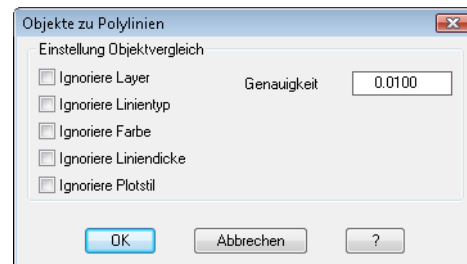 Objekte zu Polylinien
Einstellung Objektvergleich
Ignoriere Layer
Genauigkeit 0.0100
Ignoriere Linientyp
Ignoriere Farbe
Ignoriere Liniendicke
Ignoriere Plotstil
OK Abbrechen ?